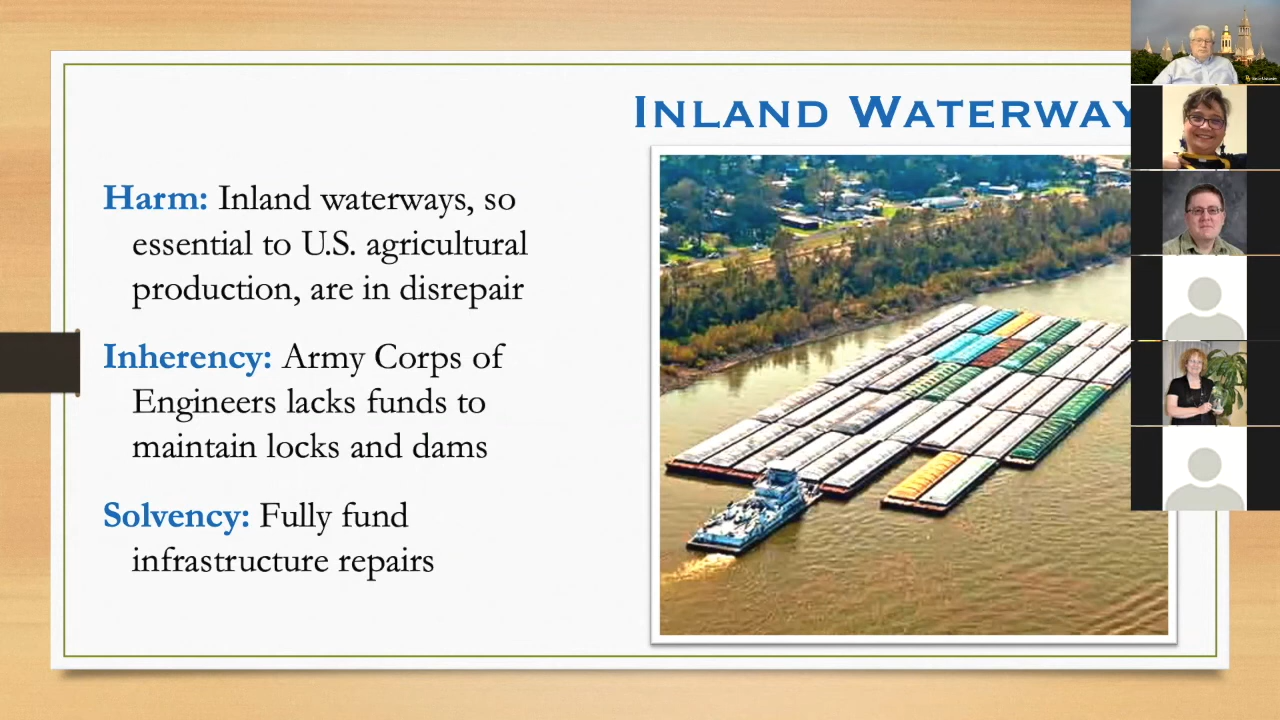 INLAND WATERWAY
Harm: Inland waterways, so
essential to U.S. agricultural
production, are in disrepair
Inherency: Army Corps of
Engineers lacks funds to
maintain locks and dams
Solvency: Fully fund
infrastructure repairs